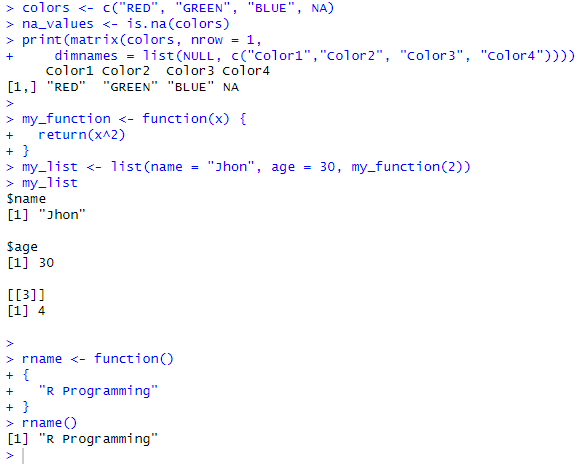 > colors <- c("RED", "GREEN", "BLUE", NA)
> na_values <- is.na(colors)
> print(matrix(colors, nrow = 1,
+     dimnames = list(NULL, c("Color1","Color2", "Color3", "Color4"))))
     Color1 Color2  Color3 Color4
[1,] "RED"  "GREEN" "BLUE" NA
>
> my_function <- function(x) {
+   return(x^2)
+ }
> my_list <- list(name = "Jhon", age = 30, my_function(2))
> my_list
$name
[1] "Jhon"

$age
[1] 30

[[3]]
[1] 4

>
> rname <- function()
+ {
+   "R Programming"
+ }
> rname()
[1] "R Programming"
>